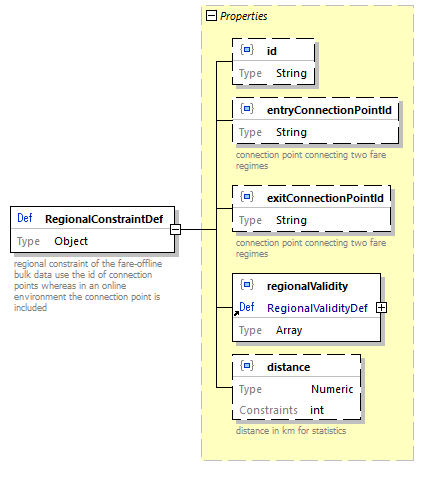 Properties
id
Type String
entryConnectionPointId
Type String
connection point connecting two fare
regimes
exitConnectionPointId
Type String
connection point connecting two fare
regimes
Def RegionalConstraintDef
Type Object
regional constraint of the fare-offline
bulk data use the id of connection
points whereas in an online
environment the connection point is
included
regionalValidity
Def RegionalValidityDef
Type Array
distance
Type Numeric
Constraints int
distance in km for statistics